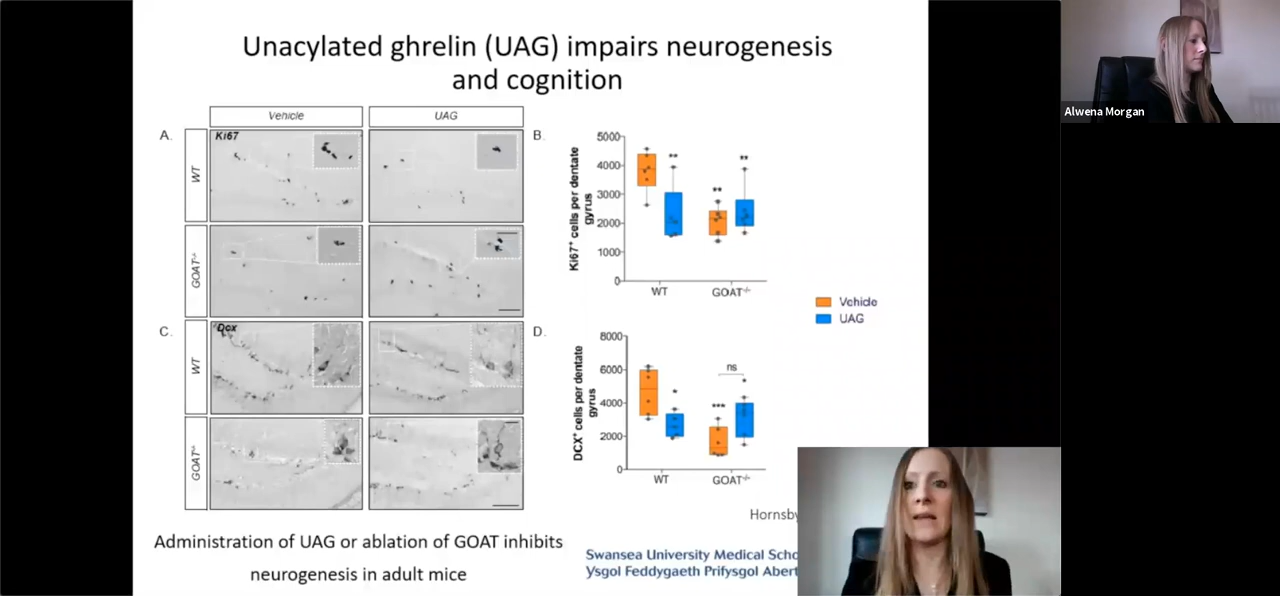 Unacylated ghrelin (UAG) impairs neurogenesis
and cognition
Vehicle
UAG
A.
WT
Ki67
GOAT-/-
C.
WT
Dcx
GOAT-/-
B.
Ki67+ cells per dentate
gyrus
5000
4000
3000
2000
1000
0
**
**
**
WT
GOAT-/-
Vehicle
UAG
D.
DCX+ cells per dentate
gyrus
8000
6000
4000
2000
0
*
***
ns
WT
GOAT-/-
Hornsby
Administration of UAG or ablation of GOAT inhibits
neurogenesis in adult mice
Swansea University Medical Scho
Ysgol Feddygaeth Prifysgol Abert
Alwena Morgan